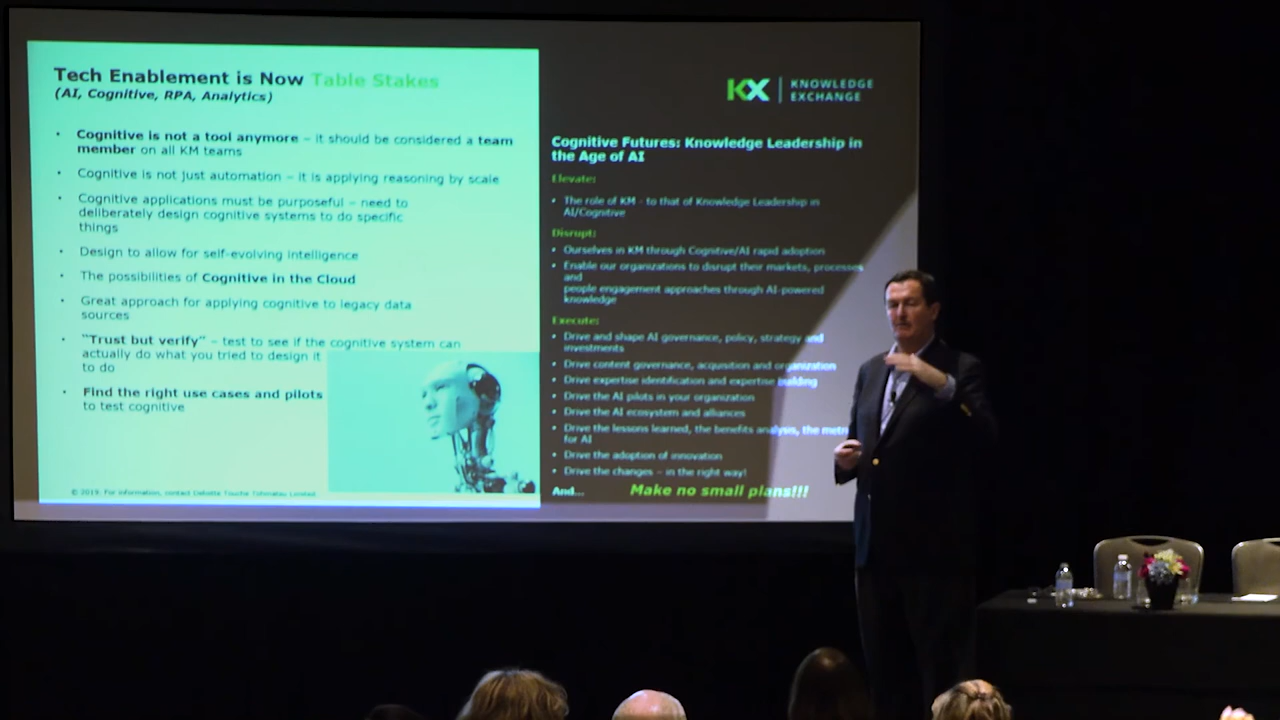 Tech Enablement is Now Table Stakes
(AI, Cognitive, RPA, Analytics)
• Cognitive is not a tool anymore – it should be considered a team
member on all KM teams
• Cognitive is not just automation – it is applying reasoning by scale
• Cognitive applications must be purposeful – need to
deliberately design cognitive systems to do specific
things
• Design to allow for self-evolving intelligence
• The possibilities of Cognitive in the Cloud
• Great approach for applying cognitive to legacy data
sources
• "Trust but verify" – test to see if the cognitive system can
actually do what you tried to design it
to do
• Find the right use cases and pilots
to test cognitive
© 2019. For information, contact Deloitte Touche Tohmatsu Limited.
KX | KNOWLEDGE
EXCHANGE
Cognitive Futures: Knowledge Leadership in
the Age of AI
Elevate:
• The role of KM - to that of Knowledge Leadership in
AI/Cognitive
Disrupt:
• Ourselves in KM through Cognitive/AI rapid adoption
• Enable our organizations to disrupt their markets, processes
and
people engagement approaches through AI-powered
knowledge
Execute:
• Drive and shape AI governance, policy, strategy and
investments
• Drive content governance, acquisition and organization
• Drive expertise identification and expertise building
• Drive the AI pilots in your organization
• Drive the AI ecosystem and alliances
• Drive the lessons learned, the benefits analysis, the
for AI
• Drive the adoption of innovation
• Drive the changes – in the right way!
And... Make no small plans!!!